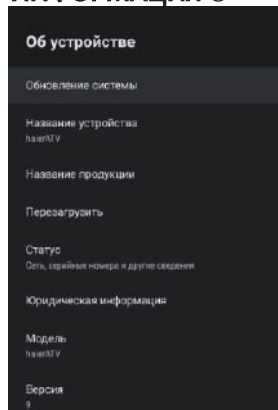 Об устройстве
Обновление системы
Название устройства
haierATV
Название продукции
Перезагрузить
Статус
Сеть, серийные номера и другие сведения
Юридическая информация
Модель
haierATV
Версия
9